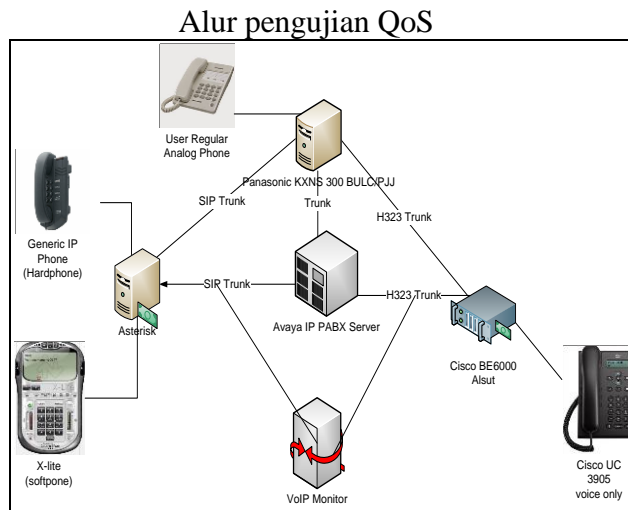 Alur pengujian QoS
User Regular
Analog Phone
Panasonic KXNS 300 BULC/PJJ
SIP Trunk
Trunk
H323 Trunk
Generic IP
Phone
(Hardphone)
SIP Trunk
H323 Trunk
Asterisk
Avaya IP PABX Server
Cisco BE6000
Alsut
X-lite
(softpone)
VoIP Monitor
Cisco UC
3905
voice only